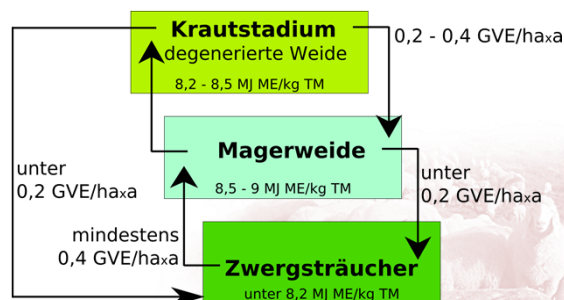 Krautstadium
degenerierte Weide
8,2 - 8,5 MJ ME/kg TM
0,2 - 0,4 GVE/haxa
Magerweide
8,5 - 9 MJ ME/kg TM
unter
0,2 GVE/haxa
unter
0,2 GVE/haxa
mindestens
0,4 GVE/haxa
Zwergsträucher
unter 8,2 MJ ME/kg TM